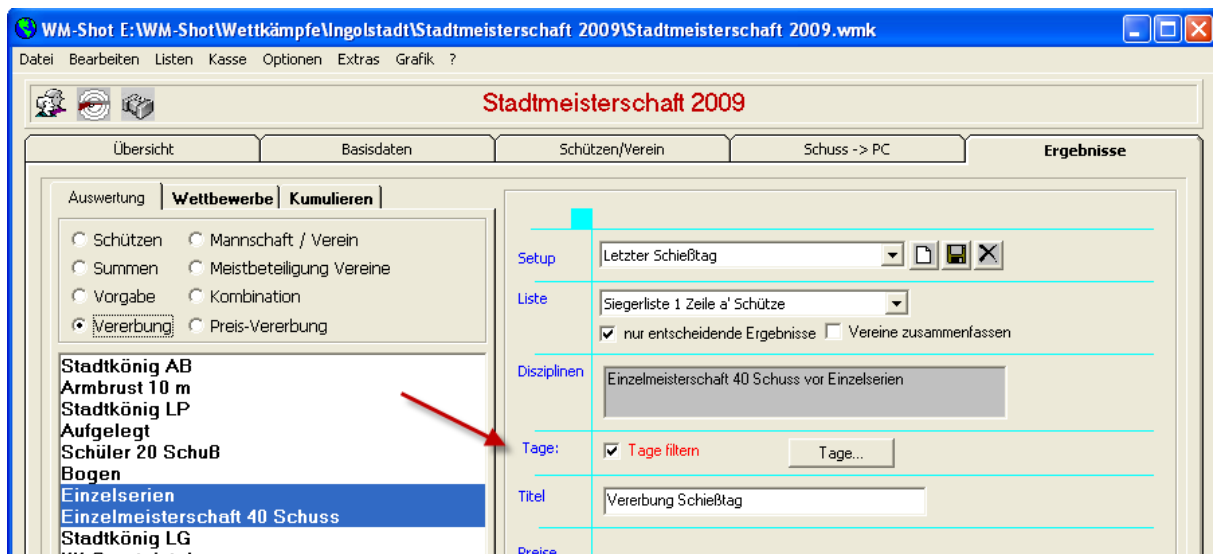 WM-Shot E:\WM-Shot\Wettkämpfe\Ingolstadt\Stadtmeisterschaft 2009\Stadtmeisterschaft 2009.wmk
Datei Bearbeiten Listen Kasse Optionen Extras Grafik ?
Stadtmeisterschaft 2009
Übersicht Basisdaten Schützen/Verein Schuss -> PC Ergebnisse
Auswertung Wettbewerbe Kumulieren
Schützen Mannschaft / Verein
Summen Meistbeteiligung Vereine
Vorgabe Kombination
Vererbung Preis-Vererbung
Stadtkönig AB
Armbrust 10 m
Stadtkönig LP
Aufgelegt
Schüler 20 Schuß
Bogen
Einzelserien
Einzelmeisterschaft 40 Schuss
Stadtkönig LG
Setup Letzter Schießtag
Liste Siegerliste 1 Zeile a' Schütze
nur entscheidende Ergebnisse Vereine zusammenfassen
Disziplinen Einzelmeisterschaft 40 Schuss vor Einzelserien
Tage: Tage filtern Tage...
Titel Vererbung Schießtag
Preise